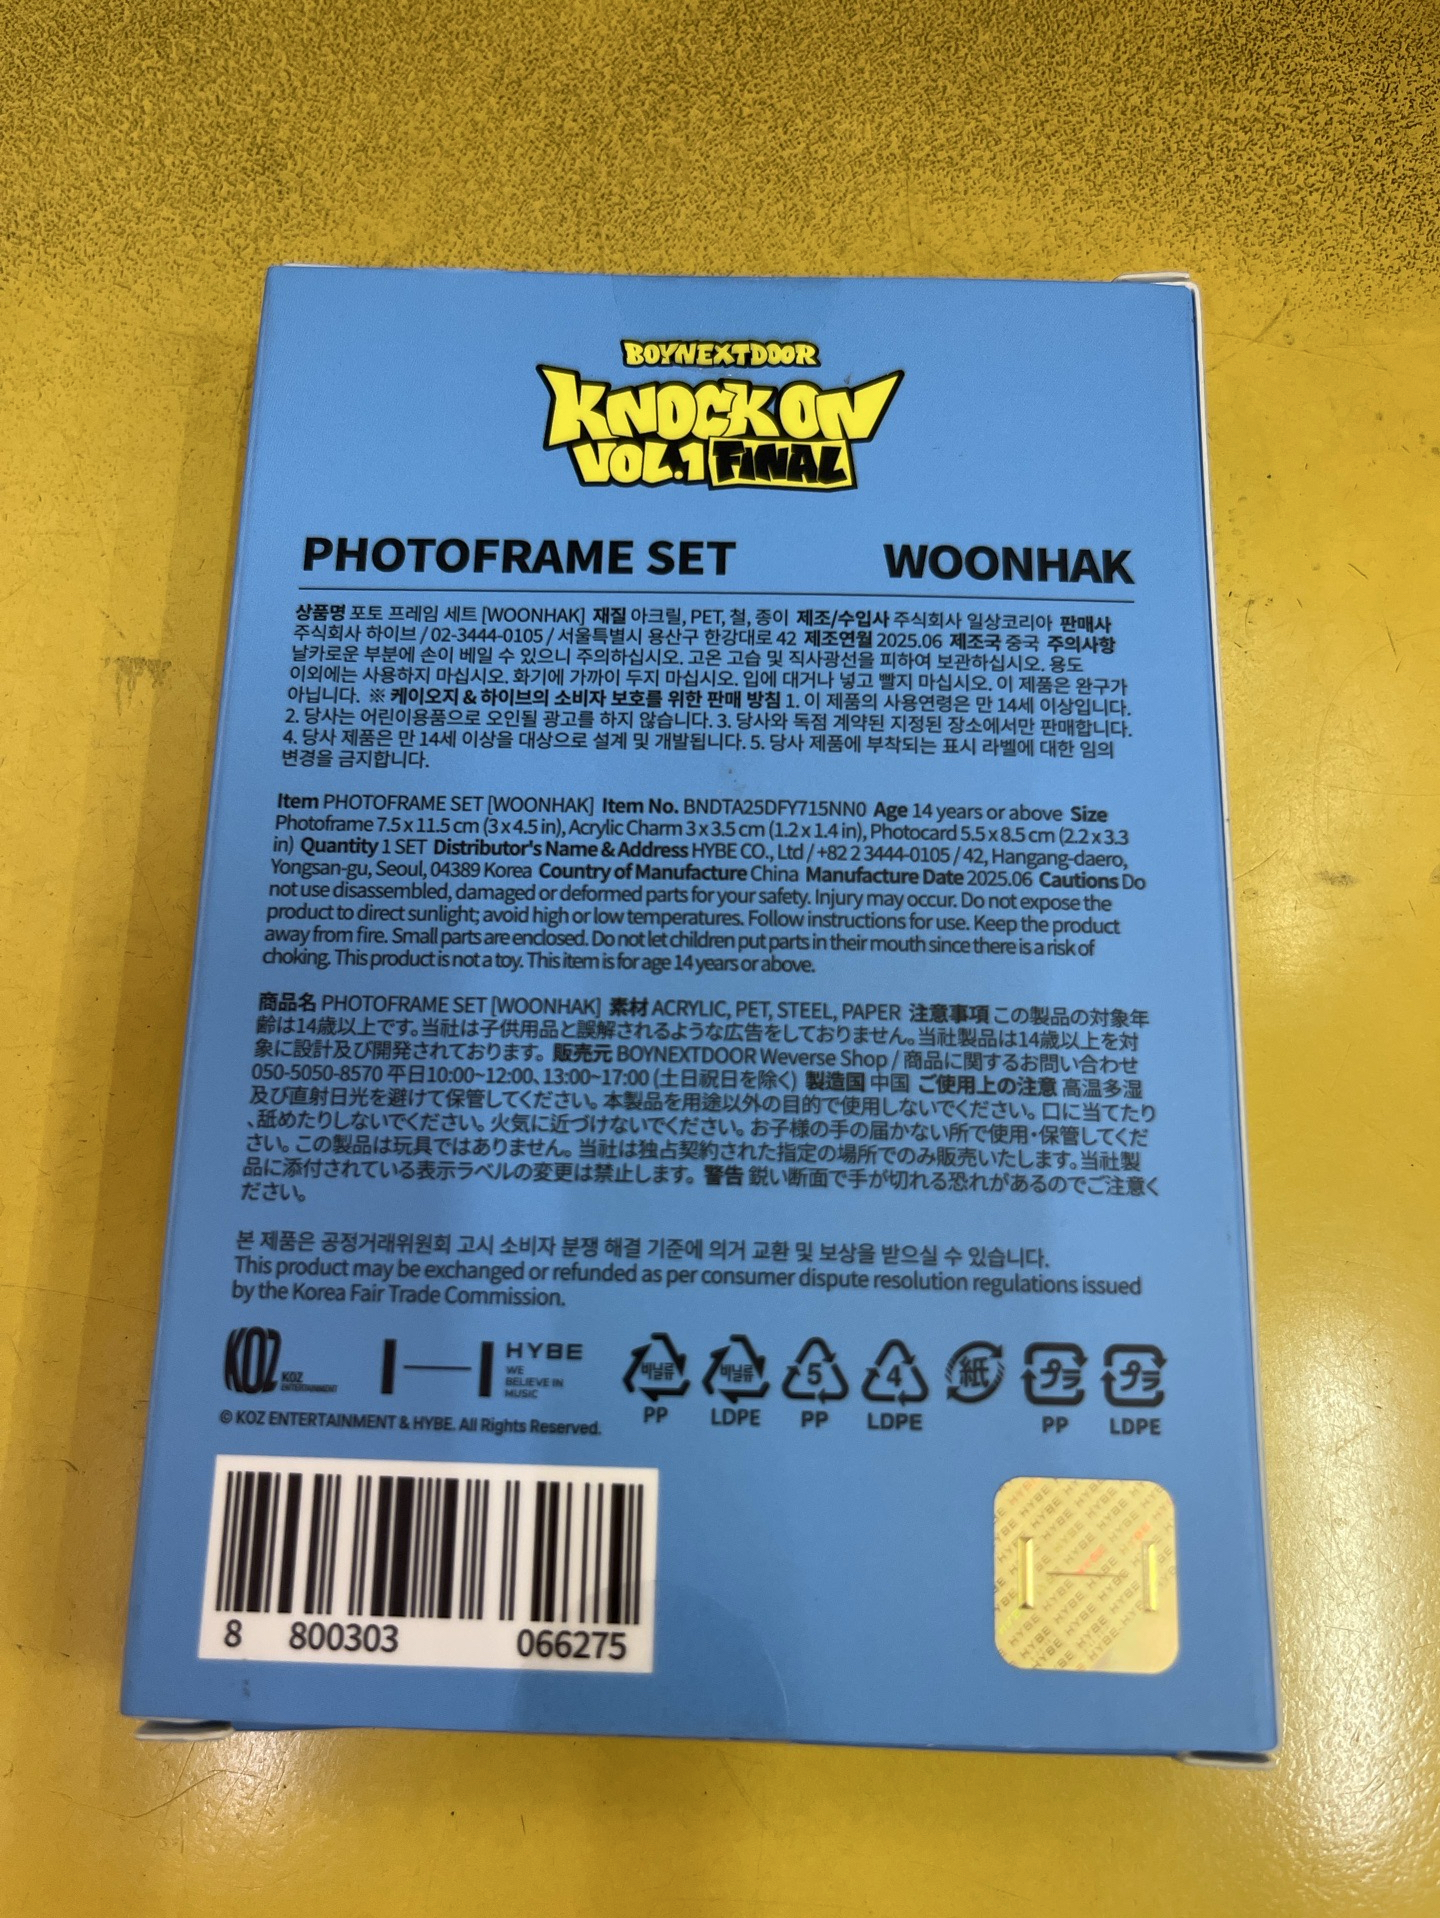 BOYNEXTDOOR
KNOCK ON
VOL.1 FINAL
PHOTOFRAME SET WOONHAK
상품명 포토 프레임 세트 [WOONHAK] 재질 아크릴, PET, 철, 종이 제조/수입사 주식회사 일상코리아 판매사
주식회사 하이브 / 02-3444-0105 / 서울특별시 용산구 한강대로 42 제조연월 2025.06 제조국 중국 주의사항
날카로운 부분에 손이 베일 수 있으니 주의하십시오. 고온 고습 및 직사광선을 피하여 보관하십시오. 용도
이외에는 사용하지 마십시오. 화기에 가까이 두지 마십시오. 입에 대거나 넣고 빨지 마십시오. 이 제품은 완구가
아닙니다. ※ 케이오지 & 하이브의 소비자 보호를 위한 판매 방침 1. 이 제품의 사용연령은 만 14세 이상입니다.
2. 당사는 어린이용품으로 오인될 광고를 하지 않습니다. 3. 당사와 독점 계약된 지정된 장소에서만 판매합니다.
4. 당사 제품은 만 14세 이상을 대상으로 설계 및 개발됩니다. 5. 당사 제품에 부착되는 표시 라벨에 대한 임의
변경을 금지합니다.
Item PHOTOFRAME SET [WOONHAK] Item No. BNDTA25DFY715NN0 Age 14 years or above Size
Photoframe 7.5 x 11.5 cm (3 x 4.5 in), Acrylic Charm 3 x 3.5 cm (1.2 x 1.4 in), Photocard 5.5 x 8.5 cm (2.2 x 3.3
in) Quantity 1 SET Distributor's Name & Address HYBE CO., Ltd / +82 2 3444-0105 / 42, Hangang-daero,
Yongsan-gu, Seoul, 04389 Korea Country of Manufacture China Manufacture Date 2025.06 Cautions Do
not use disassembled, damaged or deformed parts for your safety. Injury may occur. Do not expose the
product to direct sunlight; avoid high or low temperatures. Follow instructions for use. Keep the product
away from fire. Small parts are enclosed. Do not let children put parts in their mouth since there is a risk of
choking. This product is not a toy. This item is for age 14 years or above.
商品名 PHOTOFRAME SET [WOONHAK] 素材 ACRYLIC, PET, STEEL, PAPER 注意事項 この製品の対象年
齢は14歳以上です。当社は子供用品と誤解されるような広告をしておりません。当社製品は14歳以上を対
象に設計及び開発されております。 販売元 BOYNEXTDOOR Weverse Shop / 商品に関するお問い合わせ
050-5050-8570 平日10:00~12:00、13:00~17:00 (土日祝日を除く) 製造国 中国 ご使用上の注意 高温多湿
及び直射日光を避けて保管してください。本製品を用途以外の目的で使用しないでください。口に当てたり
、舐めたりしないでください。火気に近づけないでください。お子様の手の届かない所で使用・保管してくだ
さい。この製品は玩具ではありません。当社は独占契約された指定の場所でのみ販売いたします。当社製
品に添付されている表示ラベルの変更は禁止します。 警告 鋭い断面で手が切れる恐れがあるのでご注意く
ださい。
본 제품은 공정거래위원회 고시 소비자 분쟁 해결 기준에 의거 교환 및 보상을 받으실 수 있습니다.
This product may be exchanged or refunded as per consumer dispute resolution regulations issued
by the Korea Fair Trade Commission.
KOZ KOZ ENTERTAINMENT HYBE WE BELIEVE IN MUSIC
비닐류 비닐류 5 4 紙 プラ プラ
PP LDPE PP LDPE PP LDPE
© KOZ ENTERTAINMENT & HYBE. All Rights Reserved.
8 800303 066275
HYBE